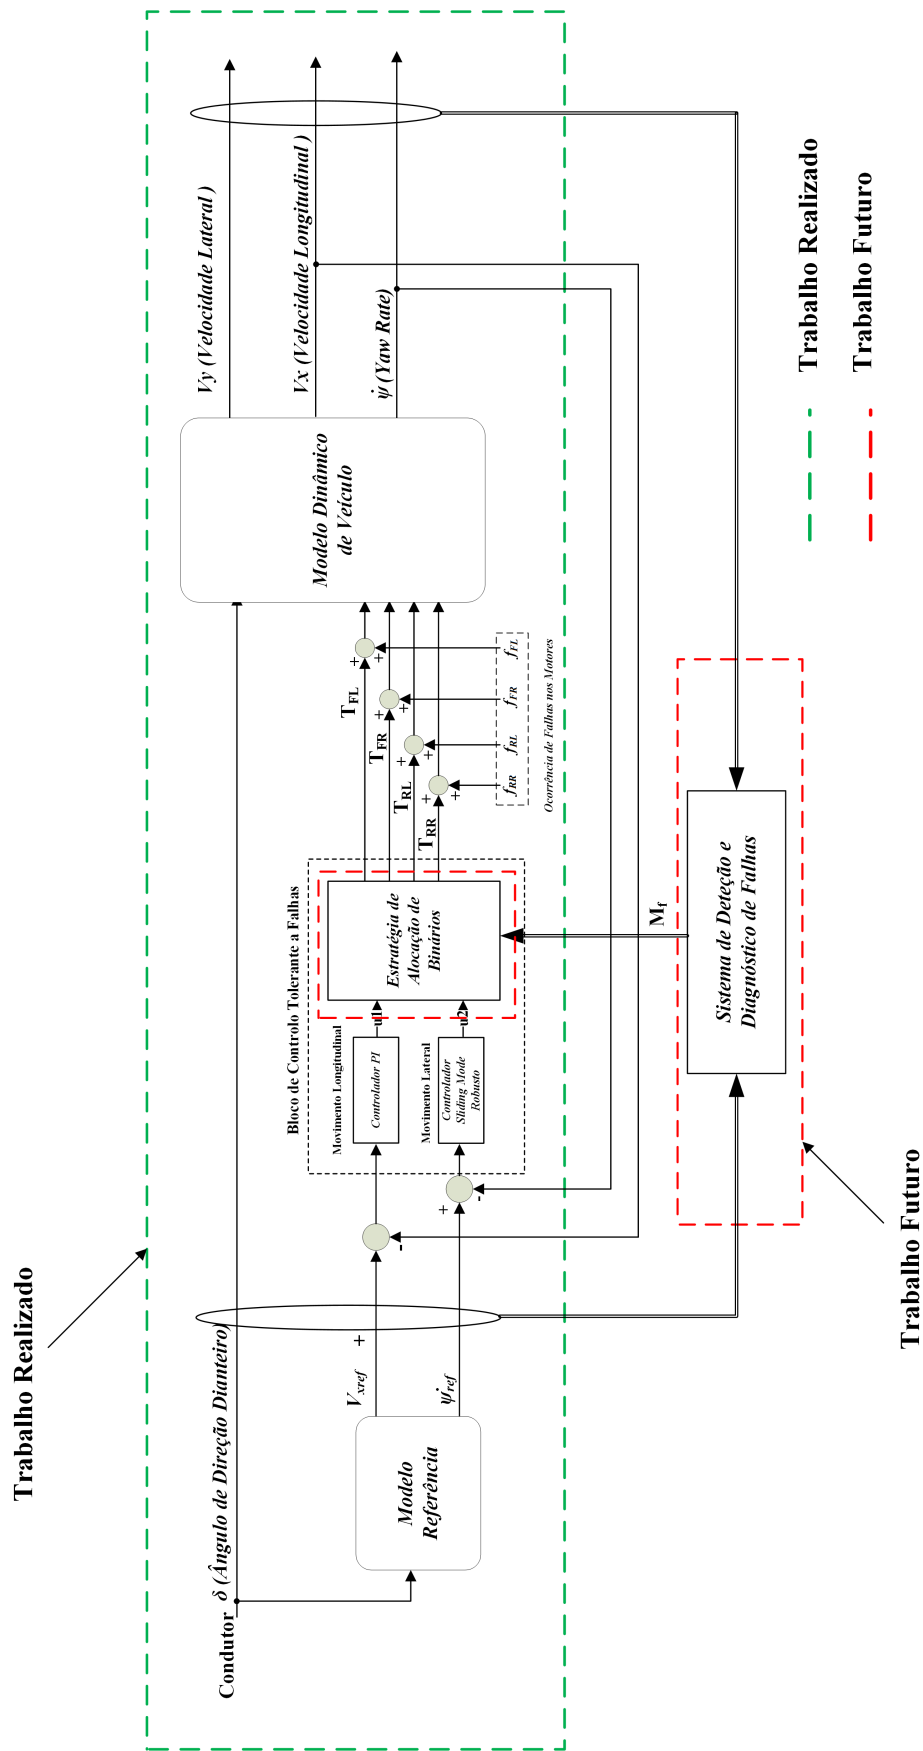 Trabalho Realizado
Condutor
δ (Ângulo de Direção Dianteiro)
Modelo
Referência
Vxref
+
ψ̇ref
-
+
-
Bloco de Controlo Tolerante a Falhas
Movimento Longitudinal
Controlador PI
u1
Movimento Lateral
Controlador
Sliding Mode
Robusto
u2
Estratégia de
Alocação de
Binários
TFL
TFR
TRL
TRR
+
+
+
+
+
+
+
+
fRR
fRL
fFR
fFL
Ocorrência de Falhas nos Motores
Modelo Dinâmico
de Veículo
Vy (Velocidade Lateral )
Vx (Velocidade Longitudinal )
ψ̇ (Yaw Rate)
Mf
Sistema de Deteção e
Diagnóstico de Falhas
Trabalho Futuro
Trabalho Realizado
Trabalho Futuro